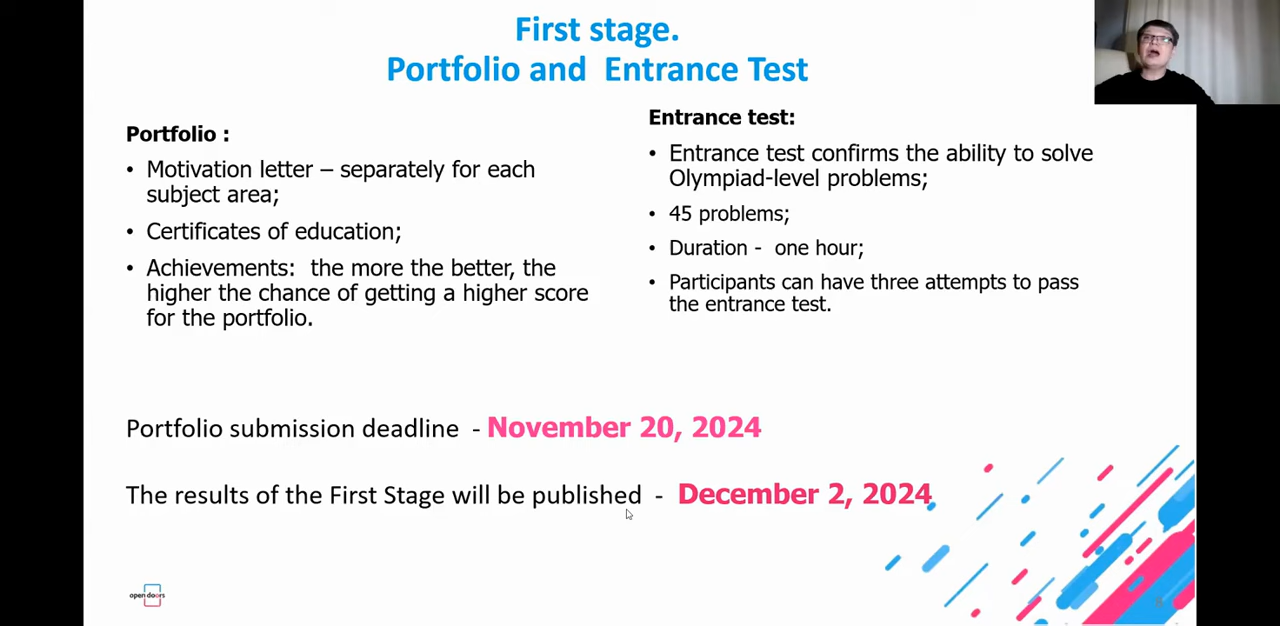 First stage.
Portfolio and Entrance Test
Portfolio :
• Motivation letter – separately for each
subject area;
• Certificates of education;
• Achievements: the more the better, the
higher the chance of getting a higher score
for the portfolio.
Entrance test:
• Entrance test confirms the ability to solve
Olympiad-level problems;
• 45 problems;
• Duration - one hour;
• Participants can have three attempts to pass
the entrance test.
Portfolio submission deadline - November 20, 2024
The results of the First Stage will be published - December 2, 2024
open doors